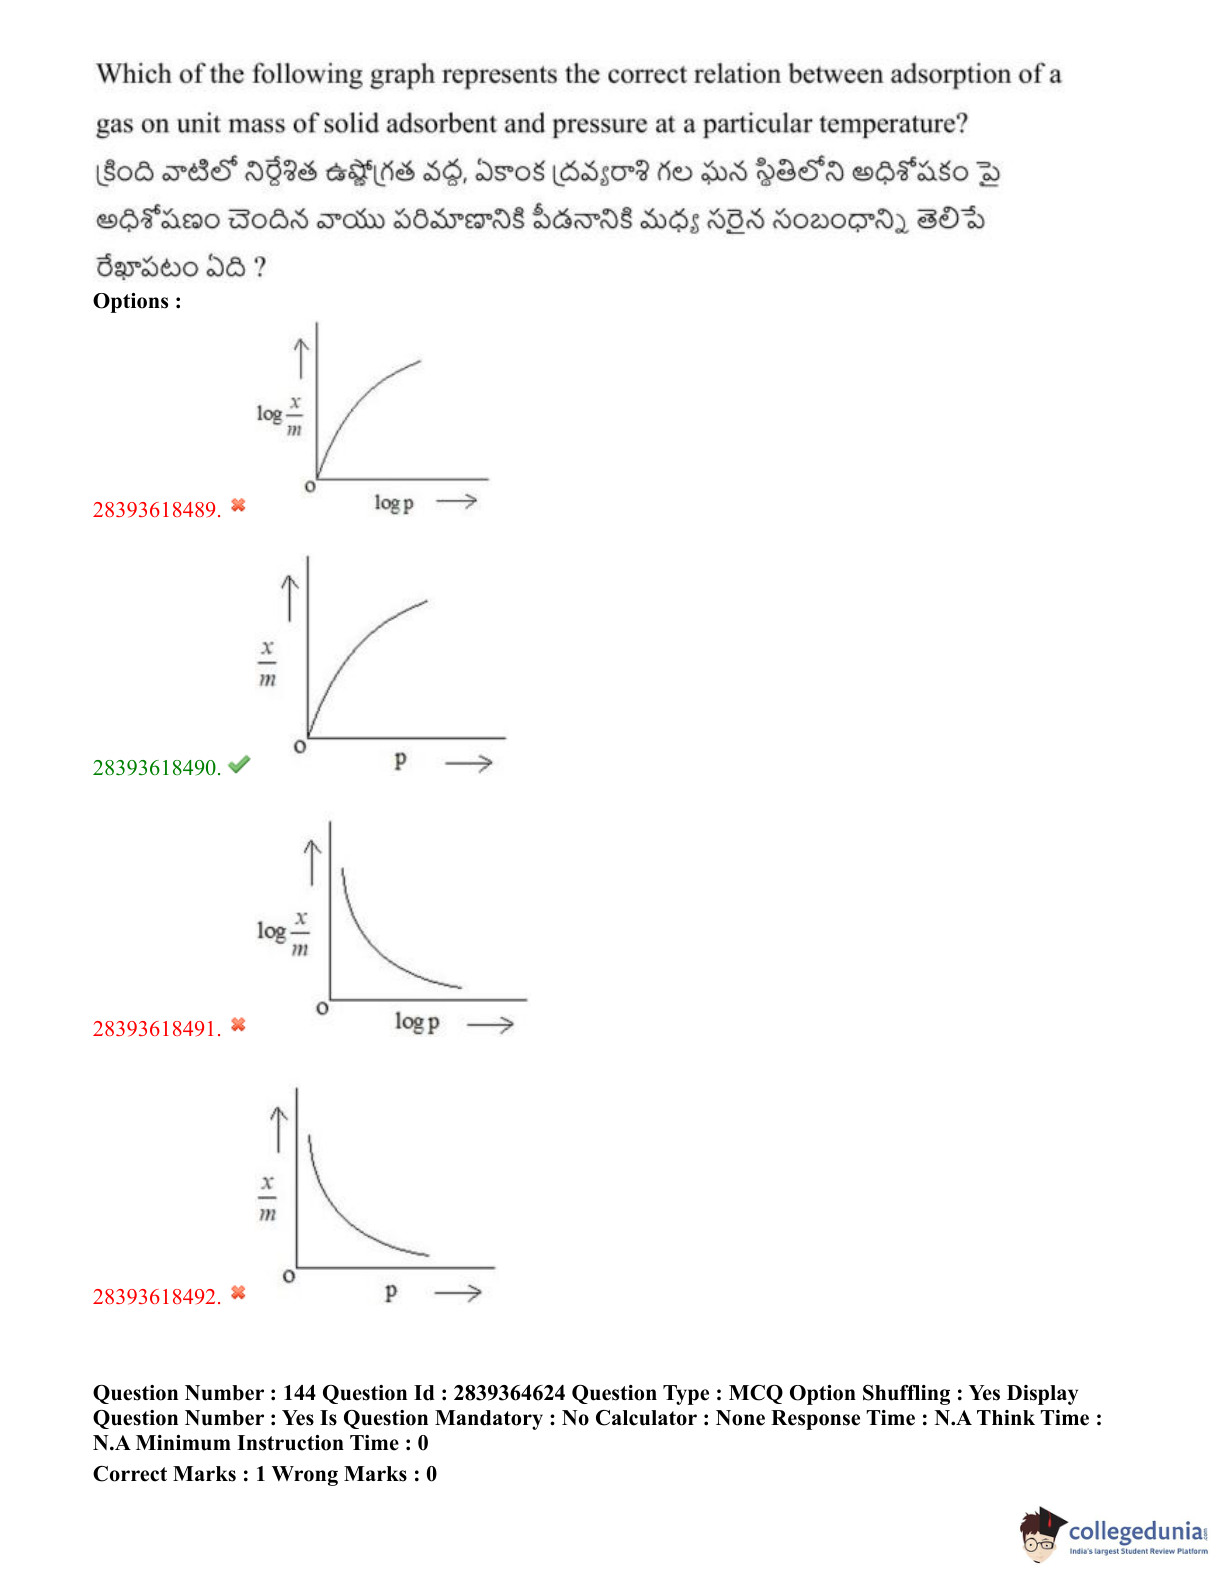 Which of the following graph represents the correct relation between adsorption of a
gas on unit mass of solid adsorbent and pressure at a particular temperature?
క్రింది వాటిలో నిర్దేశిత ఉష్ణోగ్రత వద్ద, ఏకాంక ద్రవ్యరాశి గల ఘన స్థితిలోని అధిశోషకం పై
అధిశోషణం చెందిన వాయు పరిమాణానికి పీడనానికి మధ్య సరైన సంబంధాన్ని తెలిపే
రేఖాపటం ఏది ?
Options :
log x/m
O
log p
28393618489.
x/m
O
p
28393618490.
log x/m
O
log p
28393618491.
x/m
O
p
28393618492.
Question Number : 144 Question Id : 2839364624 Question Type : MCQ Option Shuffling : Yes Display
Question Number : Yes Is Question Mandatory : No Calculator : None Response Time : N.A Think Time :
N.A Minimum Instruction Time : 0
Correct Marks : 1 Wrong Marks : 0
collegedunia
India's largest Student Review Platform